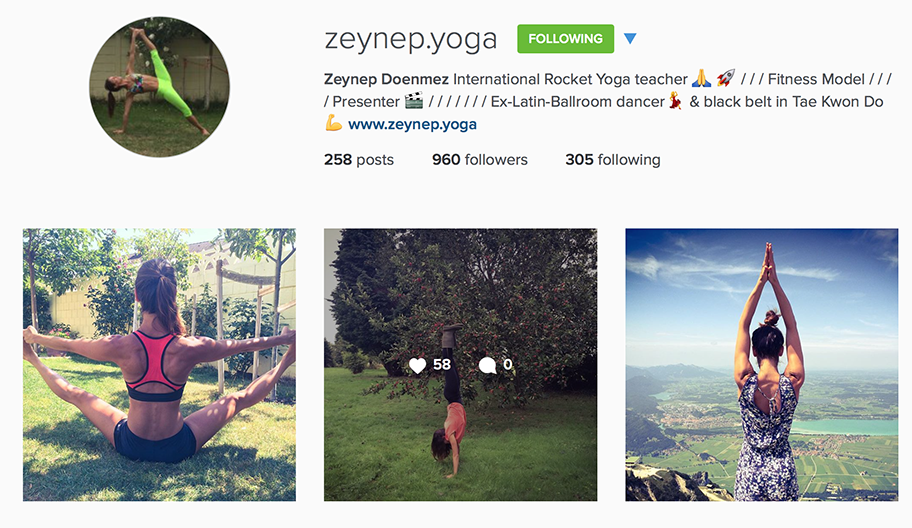 zeynep.yoga FOLLOWING
Zeynep Doenmez International Rocket Yoga teacher 🙏 🚀 / / / Fitness Model / / /
/ Presenter 🎬 / / / / / / / Ex-Latin-Ballroom dancer💃 & black belt in Tae Kwon Do
💪 www.zeynep.yoga
258 posts 960 followers 305 following
58 0